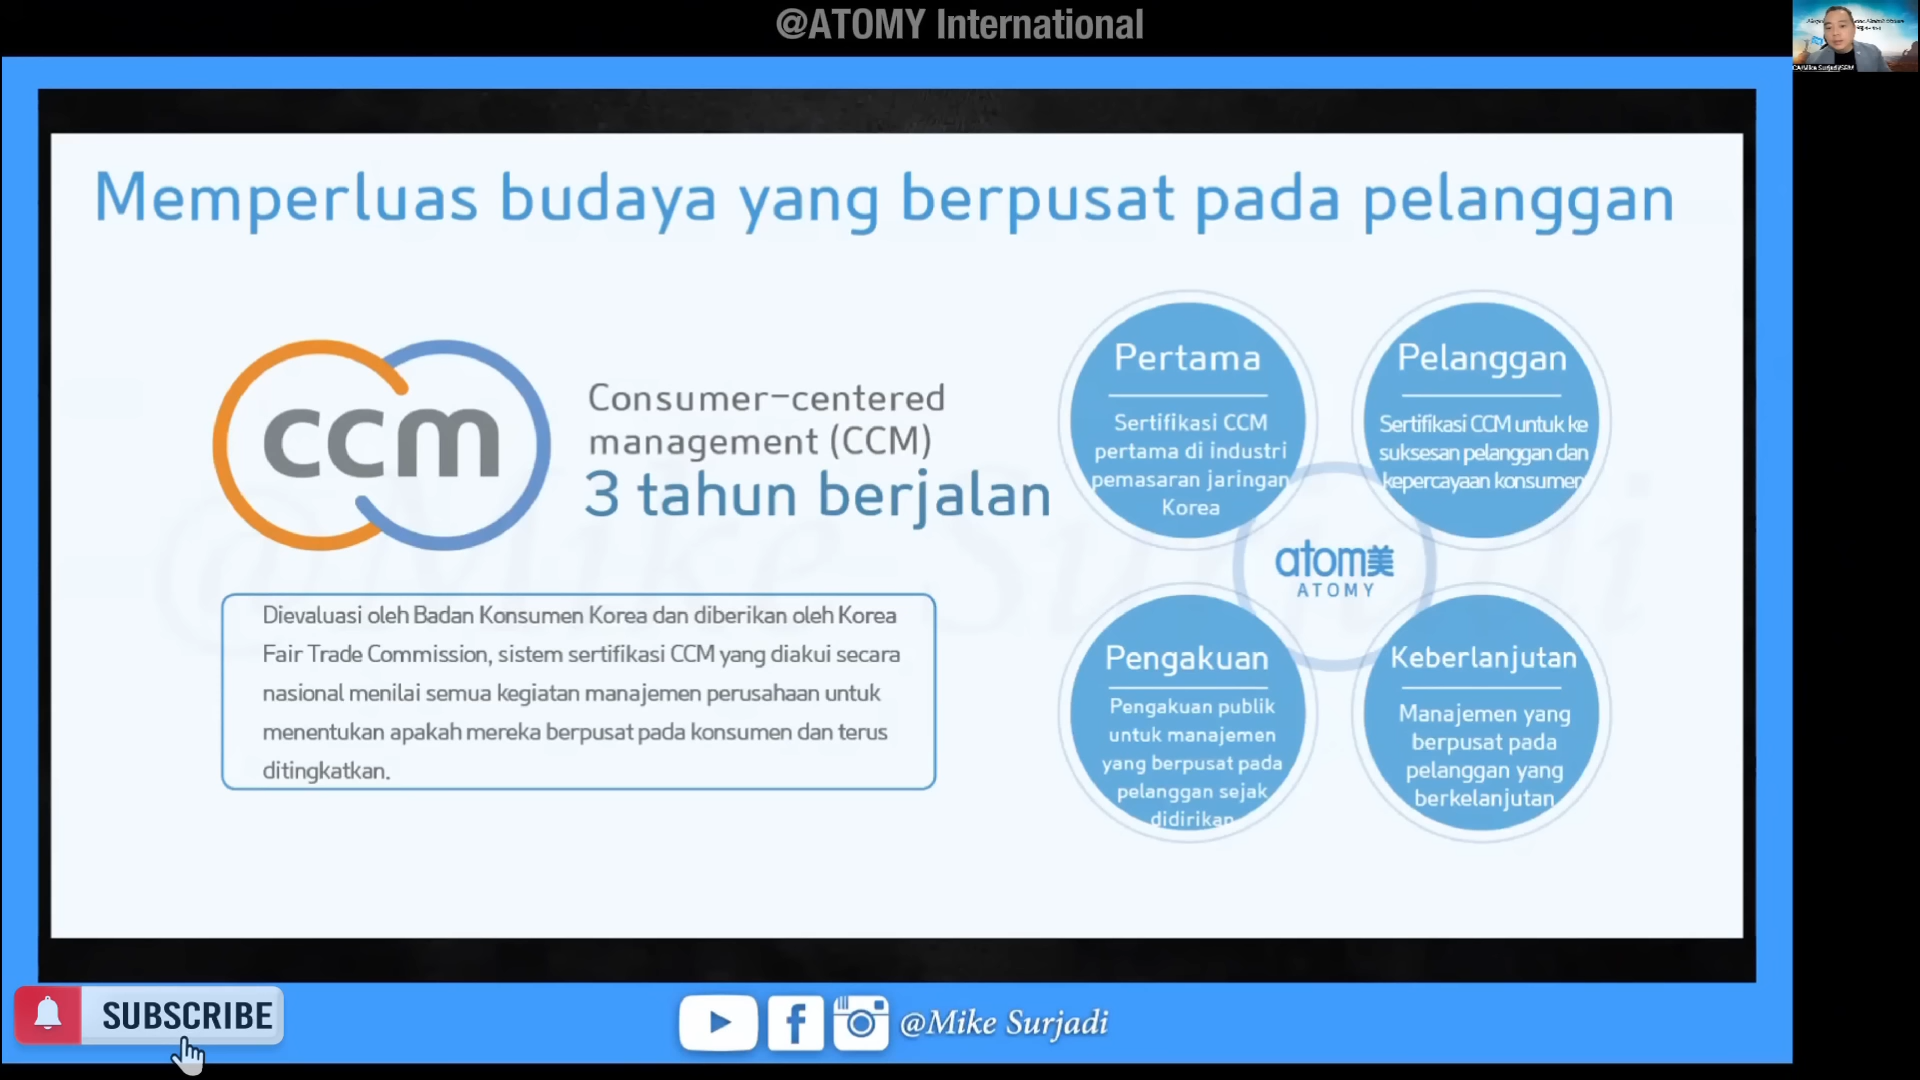 @ATOMY International
Memperluas budaya yang berpusat pada pelanggan
ccm
Consumer-centered
management (CCM)
3 tahun berjalan
Dievaluasi oleh Badan Konsumen Korea dan diberikan oleh Korea
Fair Trade Commission, sistem sertifikasi CCM yang diakui secara
nasional menilai semua kegiatan manajemen perusahaan untuk
menentukan apakah mereka berpusat pada konsumen dan terus
ditingkatkan.
Pertama
Sertifikasi CCM
pertama di industri
pemasaran jaringan
Korea
Pelanggan
Sertifikasi CCM untuk ke
suksesan pelanggan dan
kepercayaan konsumen
atom美
ATOMY
Pengakuan
Pengakuan publik
untuk manajemen
yang berpusat pada
pelanggan sejak
didirikan
Keberlanjutan
Manajemen yang
berpusat pada
pelanggan yang
berkelanjutan
@Mike Surjadi
SUBSCRIBE
@Mike Surjadi